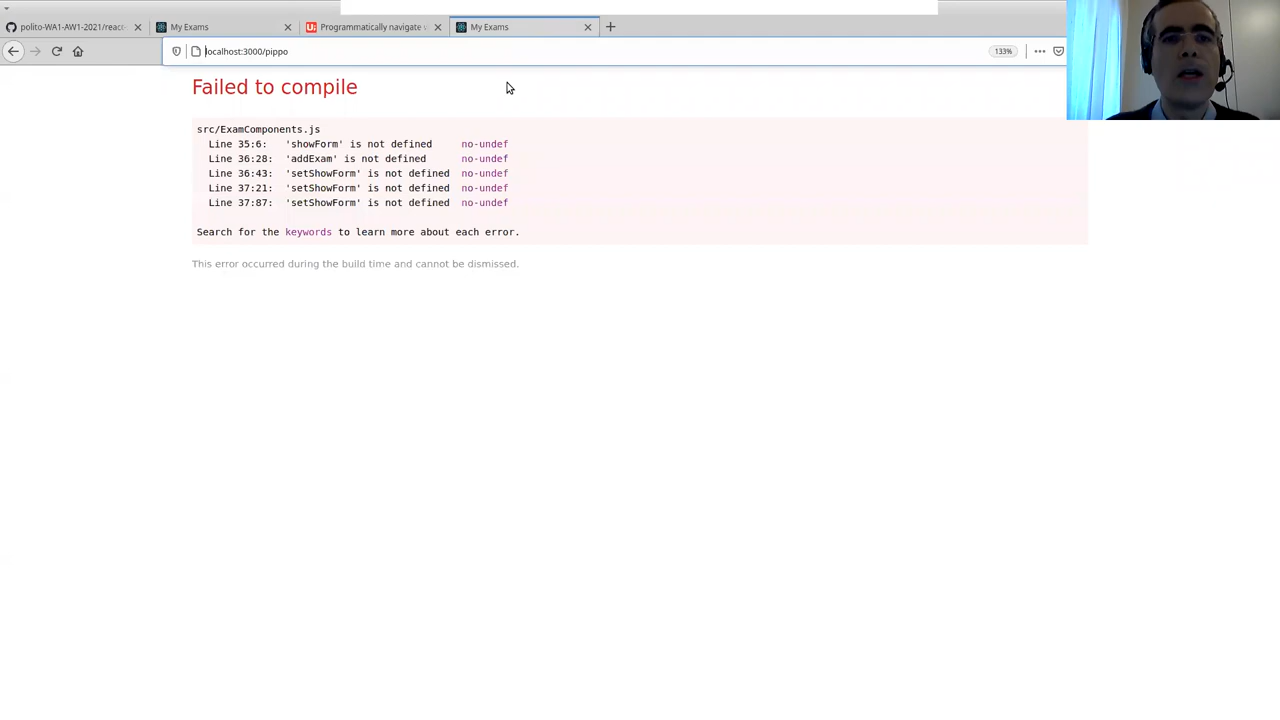 polito-WA1-AW1-2021/react-
My Exams
Programmatically navigate
My Exams
localhost:3000/pippo
133%
Failed to compile
src/ExamComponents.js
Line 35:6: 'showForm' is not defined no-undef
Line 36:28: 'addExam' is not defined no-undef
Line 36:43: 'setShowForm' is not defined no-undef
Line 37:21: 'setShowForm' is not defined no-undef
Line 37:87: 'setShowForm' is not defined no-undef
Search for the keywords to learn more about each error.
This error occurred during the build time and cannot be dismissed.